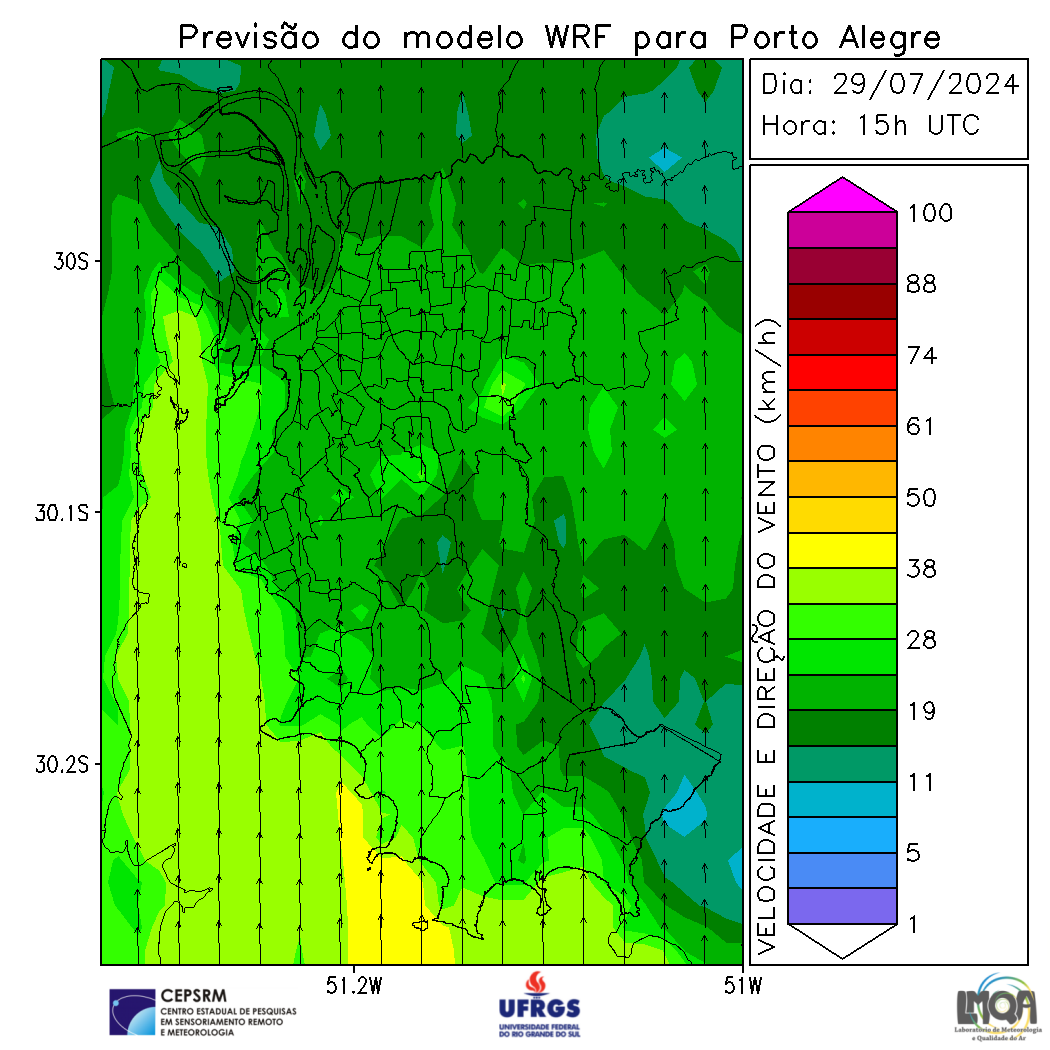 Previsão do modelo WRF para Porto Alegre
Dia: 29/07/2024
Hora: 15h UTC
30S
30.1S
30.2S
51.2W
51W
VELOCIDADE E DIREÇÃO DO VENTO (km/h)
100
88
74
61
50
38
28
19
11
5
1
CEPSRM
CENTRO ESTADUAL DE PESQUISAS
EM SENSORIAMENTO REMOTO
E METEOROLOGIA
UFRGS
UNIVERSIDADE FEDERAL
DO RIO GRANDE DO SUL
LMQA
Laboratório de Meteorologia
e Qualidade do Ar